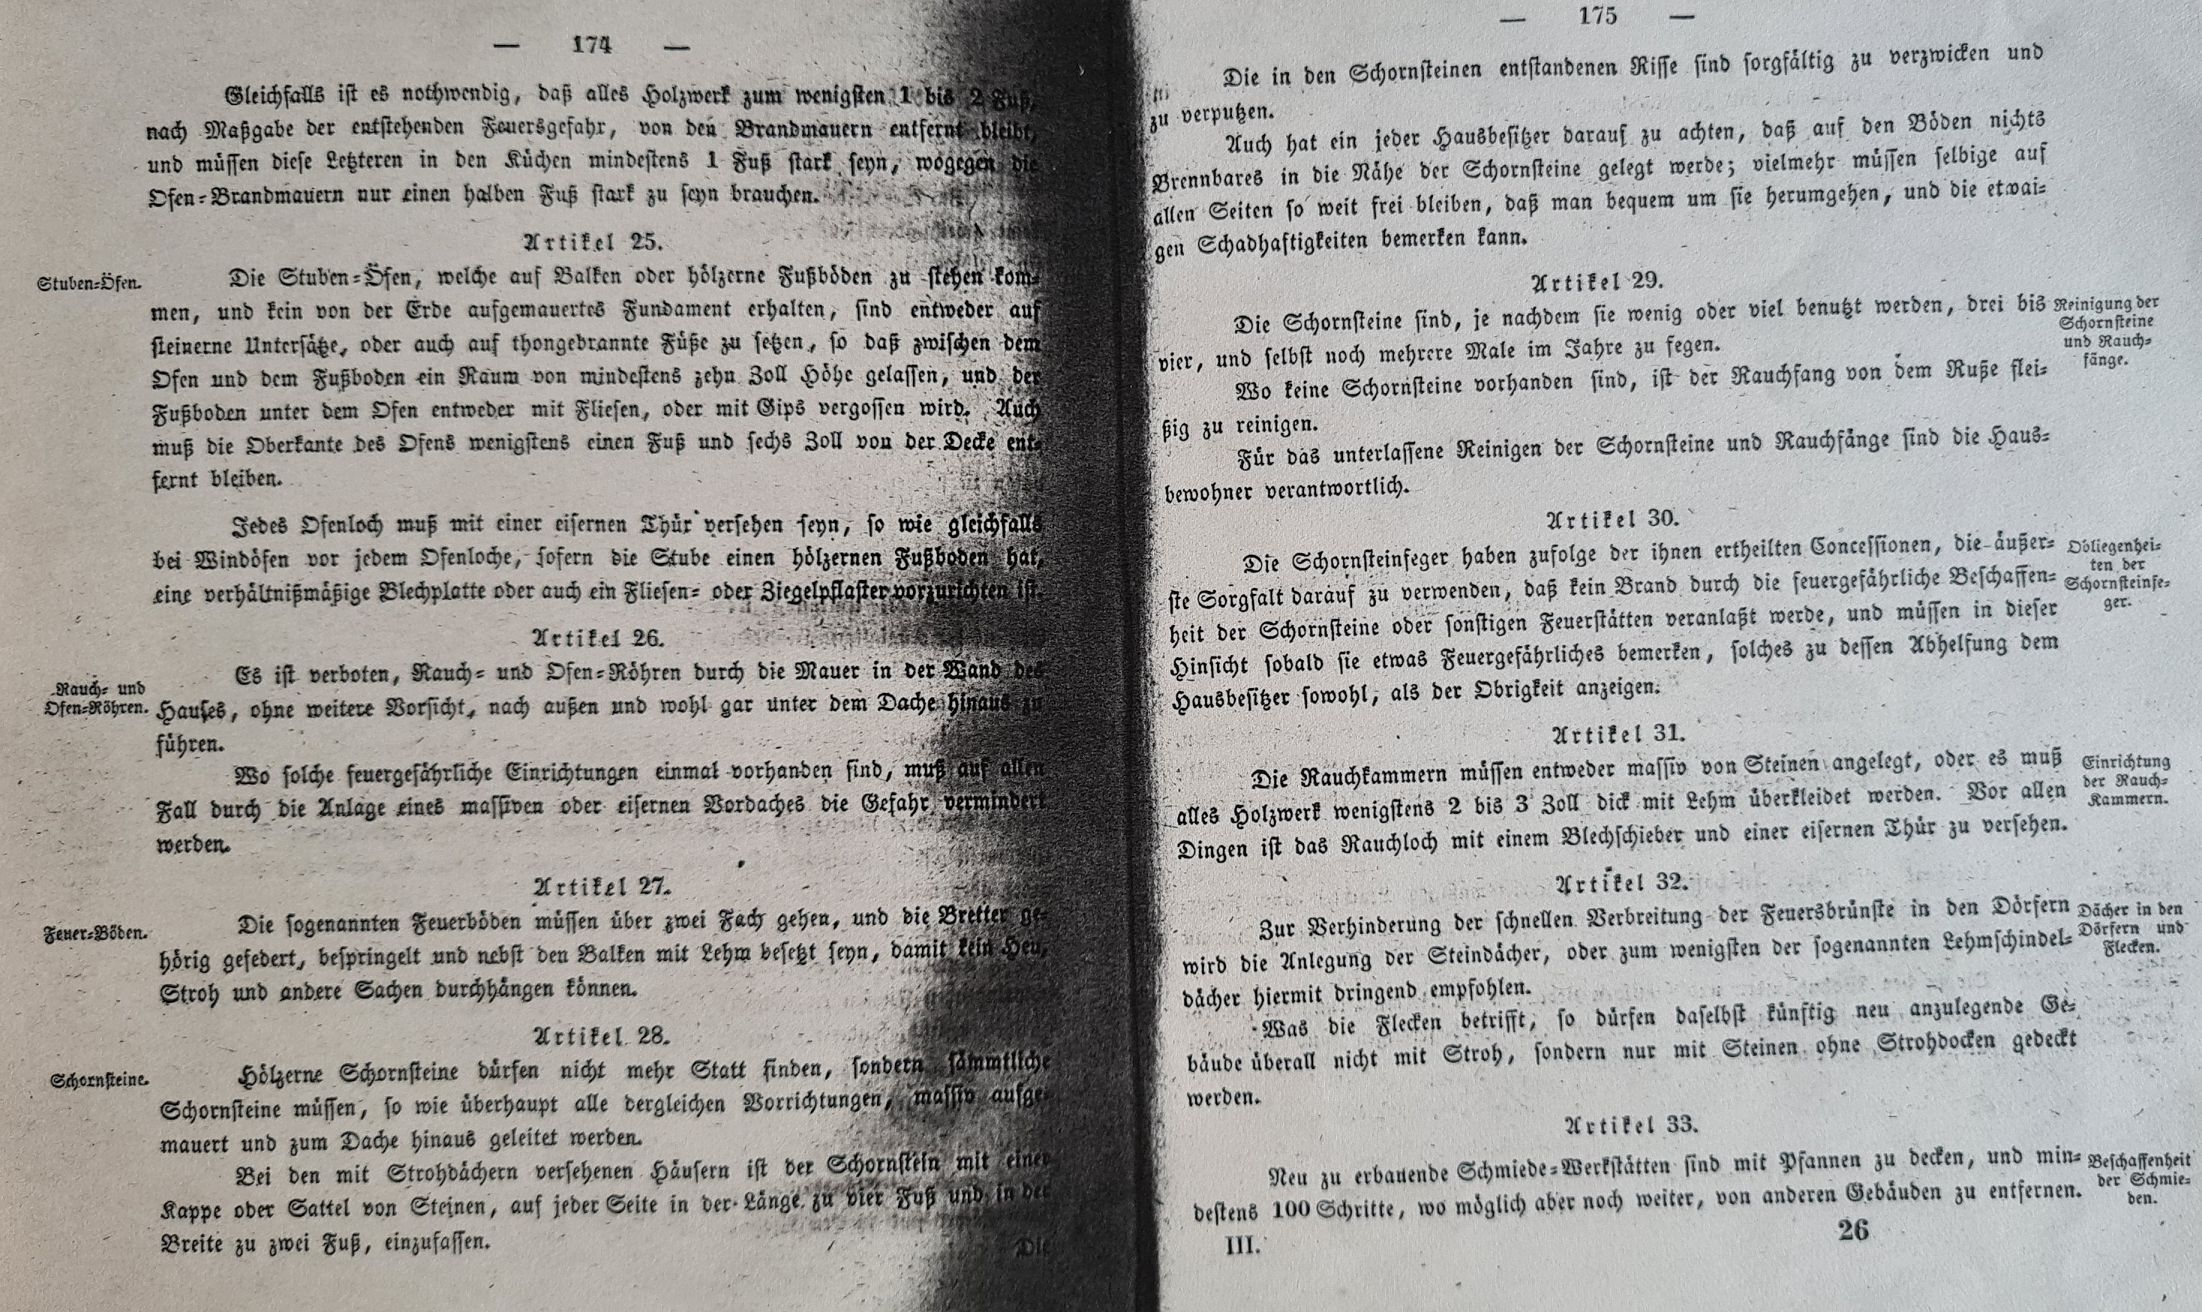 — 174 —
Gleichfalls ist es nothwendig, daß alles Holzwerk zum wenigsten 1 bis 2 Fuß,
nach Maßgabe der entstehenden Feuersgefahr, von den Brandmauern entfernt bleibt,
und müssen diese Letzteren in den Küchen mindestens 1 Fuß stark seyn, wogegen die
Ofen-Brandmauern nur einen halben Fuß stark zu seyn brauchen.
Artikel 25.
Stuben-Öfen.
Die Stuben-Öfen, welche auf Balken oder hölzerne Fußböden zu stehen kom-
men, und kein von der Erde aufgemauertes Fundament erhalten, sind entweder auf
steinerne Untersätze, oder auch auf thongebrannte Füße zu setzen, so daß zwischen dem
Ofen und dem Fußboden ein Raum von mindestens zehn Zoll Höhe gelassen, und der
Fußboden unter dem Ofen entweder mit Fliesen, oder mit Gips vergossen wird. Auch
muß die Oberkante des Ofens wenigstens einen Fuß und sechs Zoll von der Decke ent-
fernt bleiben.
Jedes Ofenloch muß mit einer eisernen Thür versehen seyn, so wie gleichfalls
bei Windöfen vor jedem Ofenloche, sofern die Stube einen hölzernen Fußboden hat,
eine verhältnißmäßige Blechplatte oder auch ein Fliesen- oder Ziegelpflaster vorzurichten ist.
Artikel 26.
Rauch- und
Ofen-Röhren.
Es ist verboten, Rauch- und Ofen-Röhren durch die Mauer in der Wand des
Hauses, ohne weitere Vorsicht, nach außen und wohl gar unter dem Dache hinaus zu
führen.
Wo solche feuergefährliche Einrichtungen einmal vorhanden sind, muß auf allen
Fall durch die Anlage eines massiven oder eisernen Vordaches die Gefahr vermindert
werden.
Artikel 27.
Feuer-Böden.
Die sogenannten Feuerböden müssen über zwei Fach gehen, und die Bretter ge-
hörig gefedert, bespringelt und nebst den Balken mit Lehm besetzt seyn, damit kein Heu,
Stroh und andere Sachen durchhängen können.
Artikel 28.
Schornsteine.
Hölzerne Schornsteine dürfen nicht mehr Statt finden, sondern sämmtliche
Schornsteine müssen, so wie überhaupt alle dergleichen Vorrichtungen, massiv aufge-
mauert und zum Dache hinaus geleitet werden.
Bei den mit Strohdächern versehenen Häusern ist der Schornstein mit einer
Kappe oder Sattel von Steinen, auf jeder Seite in der Länge zu vier Fuß und in der
Breite zu zwei Fuß, einzufassen.
Die
— 175 —
Die in den Schornsteinen entstandenen Risse sind sorgfältig zu verzwicken und
zu verputzen.
Auch hat ein jeder Hausbesitzer darauf zu achten, daß auf den Böden nichts
Brennbares in die Nähe der Schornsteine gelegt werde; vielmehr müssen selbige auf
allen Seiten so weit frei bleiben, daß man bequem um sie herumgehen, und die etwai-
gen Schadhaftigkeiten bemerken kann.
Artikel 29.
Die Schornsteine sind, je nachdem sie wenig oder viel benutzt werden, drei bis
vier, und selbst noch mehrere Male im Jahre zu fegen.
Wo keine Schornsteine vorhanden sind, ist der Rauchfang von dem Ruße flei-
ßig zu reinigen.
Für das unterlassene Reinigen der Schornsteine und Rauchfänge sind die Haus-
bewohner verantwortlich.
Reinigung der
Schornsteine
und Rauch-
fänge.
Artikel 30.
Die Schornsteinfeger haben zufolge der ihnen ertheilten Concessionen, die äußer-
ste Sorgfalt darauf zu verwenden, daß kein Brand durch die feuergefährliche Beschaffen-
heit der Schornsteine oder sonstigen Feuerstätten veranlaßt werde, und müssen in dieser
Hinsicht sobald sie etwas Feuergefährliches bemerken, solches zu dessen Abhelfung dem
Hausbesitzer sowohl, als der Obrigkeit anzeigen.
Obliegenhei-
ten der
Schornsteinfe-
ger.
Artikel 31.
Die Rauchkammern müssen entweder massiv von Steinen angelegt, oder es muß
alles Holzwerk wenigstens 2 bis 3 Zoll dick mit Lehm überkleidet werden. Vor allen
Dingen ist das Rauchloch mit einem Blechschieber und einer eisernen Thür zu versehen.
Einrichtung
der Rauch-
Kammern.
Artikel 32.
Zur Verhinderung der schnellen Verbreitung der Feuersbrünste in den Dörfern
wird die Anlegung der Steindächer, oder zum wenigsten der sogenannten Lehmschindel-
dächer hiermit dringend empfohlen.
Was die Flecken betrifft, so dürfen daselbst künftig neu anzulegende Ge-
bäude überall nicht mit Stroh, sondern nur mit Steinen ohne Strohdocken gedeckt
werden.
Dächer in den
Dörfern und
Flecken.
Artikel 33.
Neu zu erbauende Schmiede-Werkstätten sind mit Pfannen zu decken, und min-
destens 100 Schritte, wo möglich aber noch weiter, von anderen Gebäuden zu entfernen.
Beschaffenheit
der Schmie-
den.
III. 26